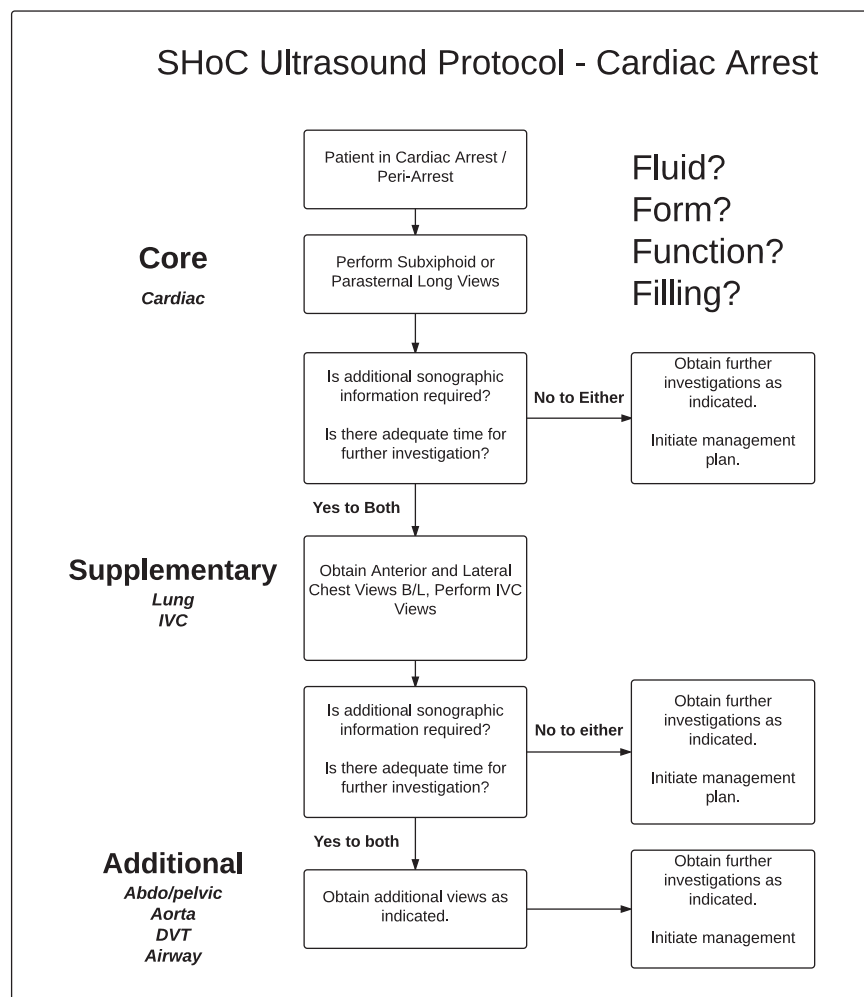 SHoC Ultrasound Protocol - Cardiac Arrest
Patient in Cardiac Arrest /
Peri-Arrest
Fluid?
Form?
Function?
Filling?
Core
Cardiac
Perform Subxiphoid or
Parasternal Long Views
Is additional sonographic
information required?
Is there adequate time for
further investigation?
No to Either
Obtain further
investigations as
indicated.
Initiate management
plan.
Yes to Both
Supplementary
Lung
IVC
Obtain Anterior and Lateral
Chest Views B/L, Perform IVC
Views
Is additional sonographic
information required?
Is there adequate time for
further investigation?
No to either
Obtain further
investigations as
indicated.
Initiate management
plan.
Yes to both
Additional
Abdo/pelvic
Aorta
DVT
Airway
Obtain additional views as
indicated.
Obtain further
investigations as
indicated.
Initiate management